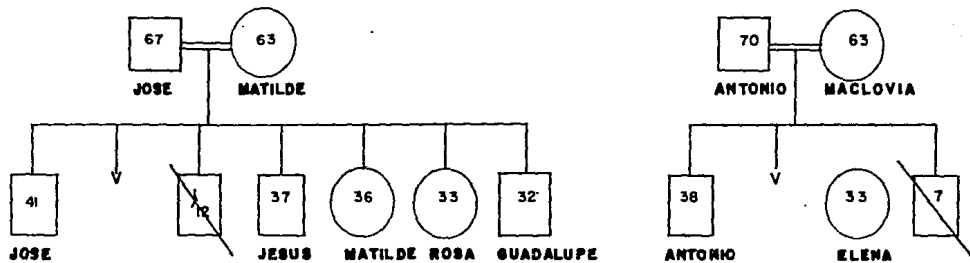 67 63 70 63
JOSE MATILDE ANTONIO MACLOVIA
41 V 1/12 37 36 33 32 38 V 33 7
JOSE JESUS MATILDE ROSA GUADALUPE ANTONIO ELENA